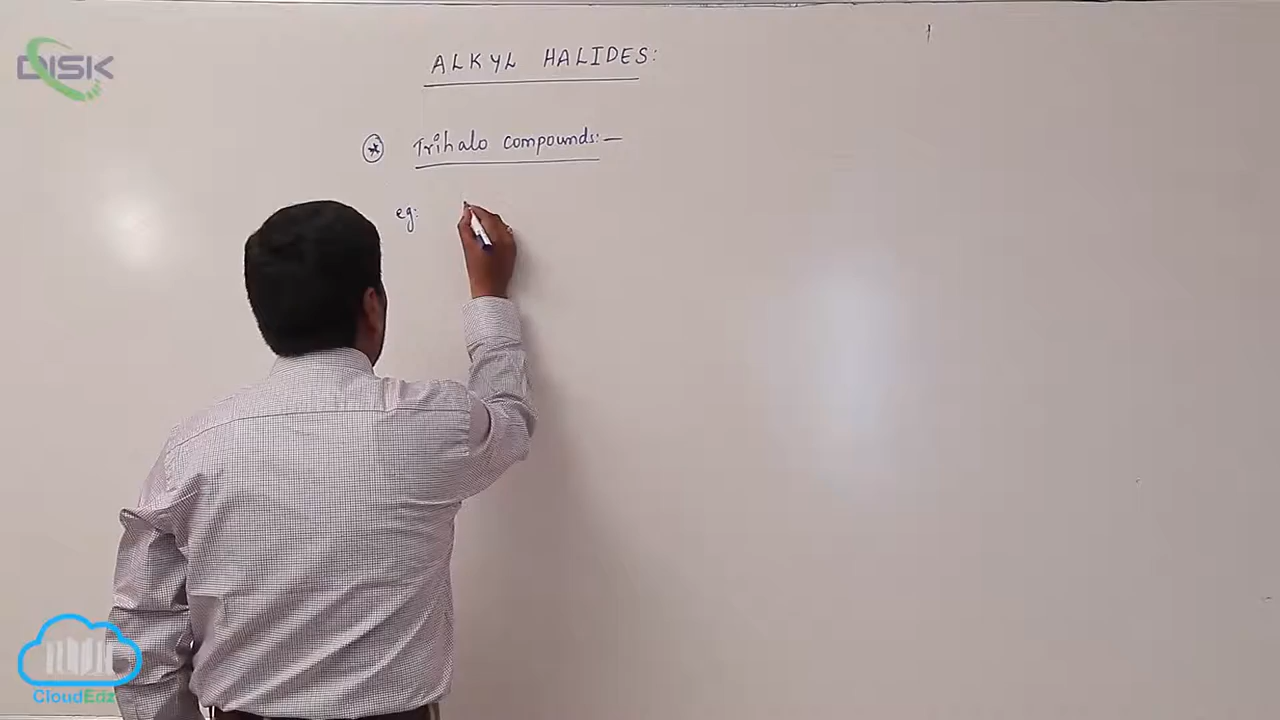 DISK
ALKYL HALIDES:
* Trihalo compounds:—
eg:
CloudEdz